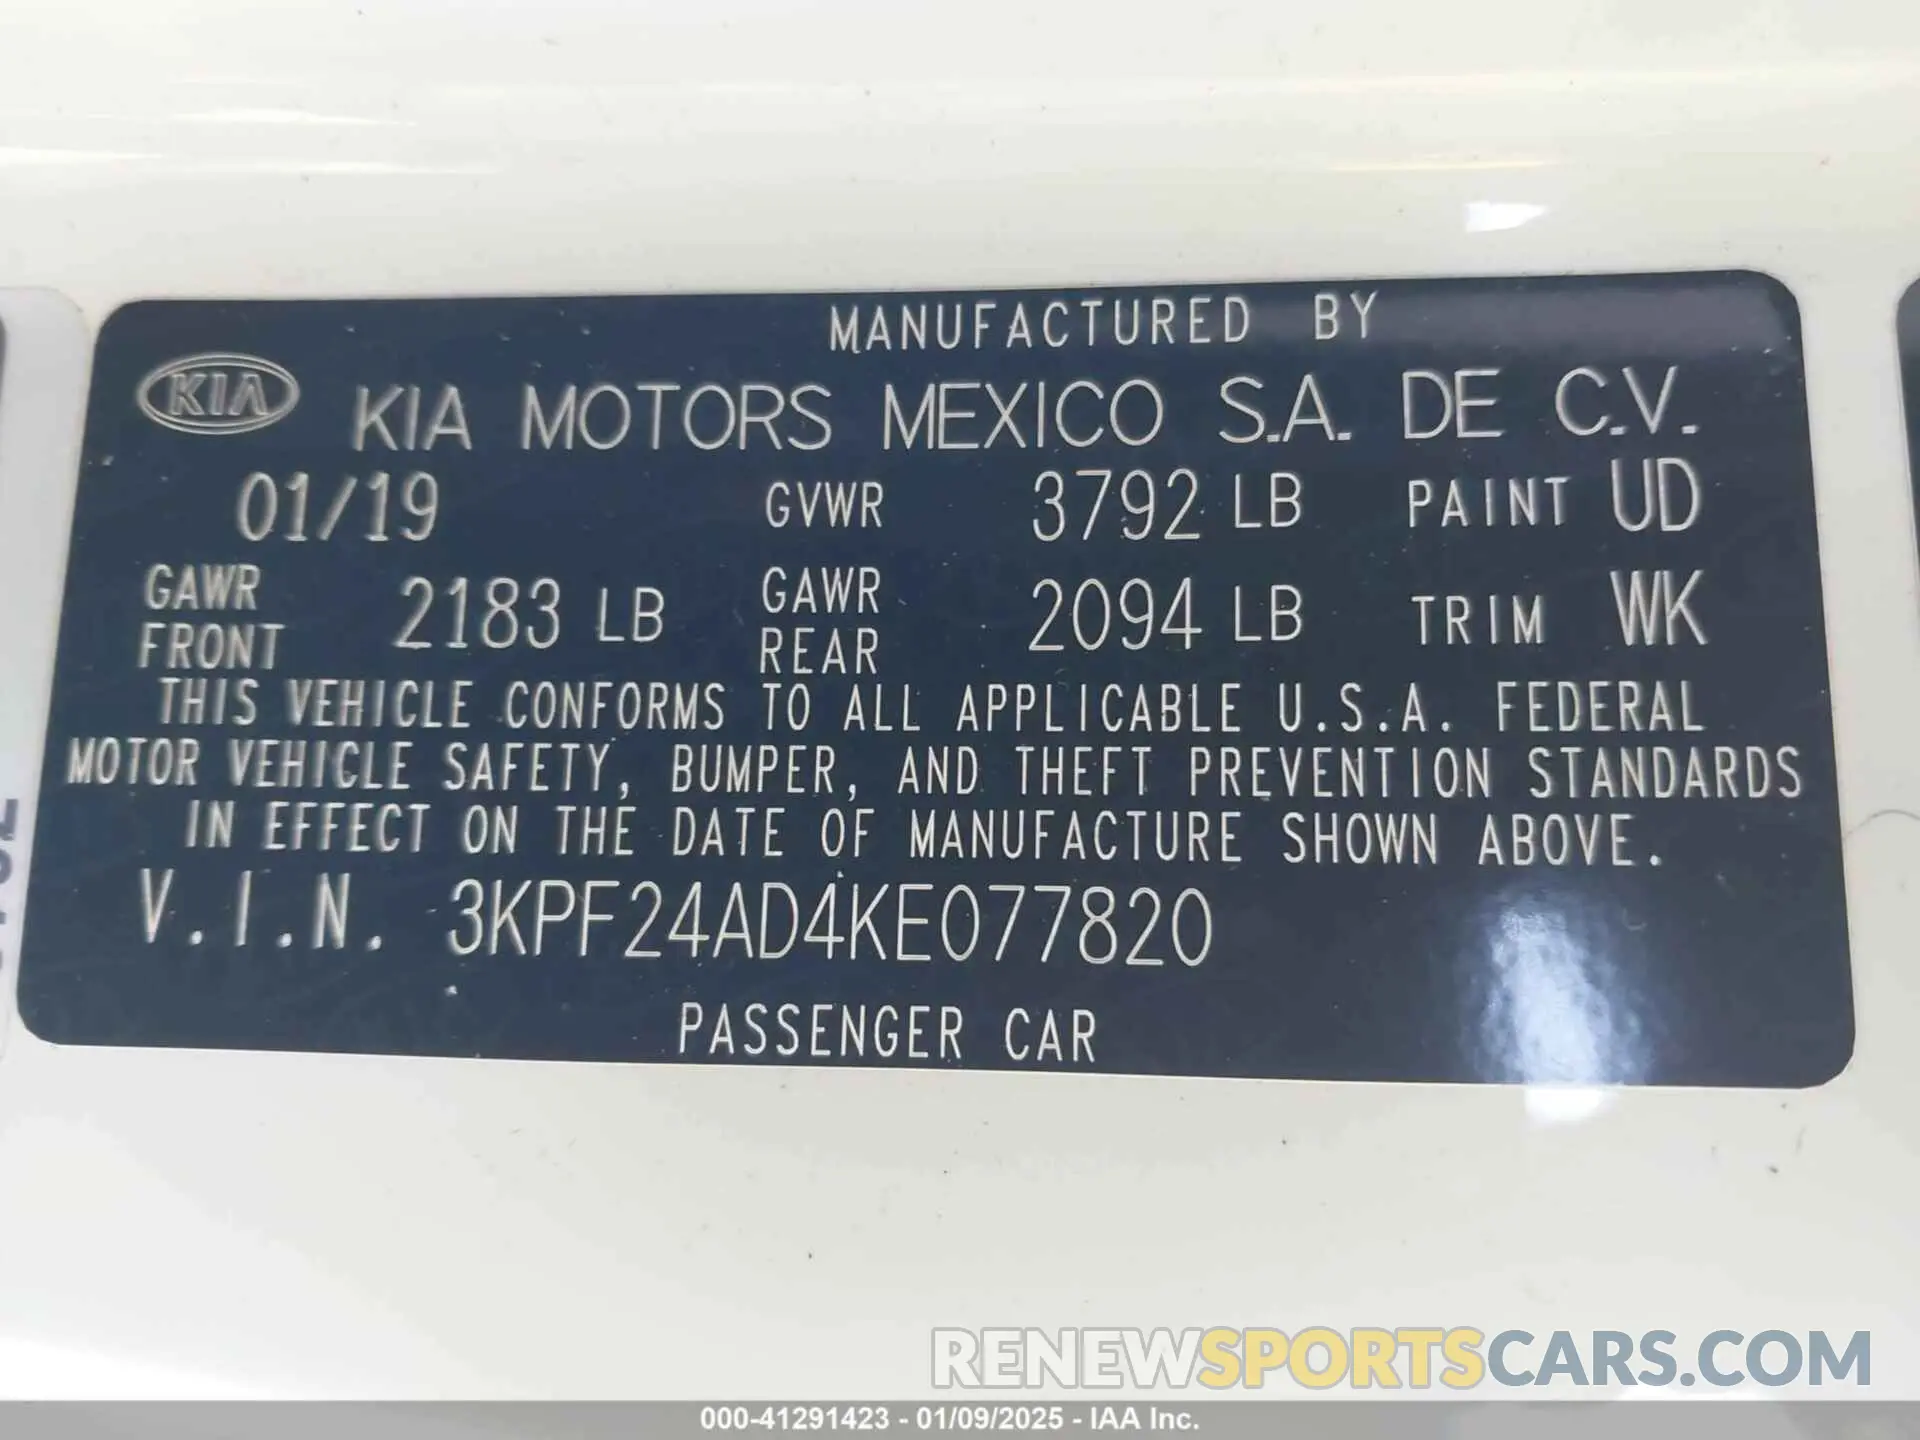 MANUFACTURED BY
KIA KIA MOTORS MEXICO S.A. DE C.V.
01/19 GVWR 3792 LB PAINT UD
GAWR FRONT 2183 LB GAWR REAR 2094 LB TRIM WK
THIS VEHICLE CONFORMS TO ALL APPLICABLE U.S.A. FEDERAL
MOTOR VEHICLE SAFETY, BUMPER, AND THEFT PREVENTION STANDARDS
IN EFFECT ON THE DATE OF MANUFACTURE SHOWN ABOVE.
V.I.N. 3KPF24AD4KE077820
PASSENGER CAR
RENEWSPORTSCARS.COM
000-41291423 - 01/09/2025 - IAA Inc.